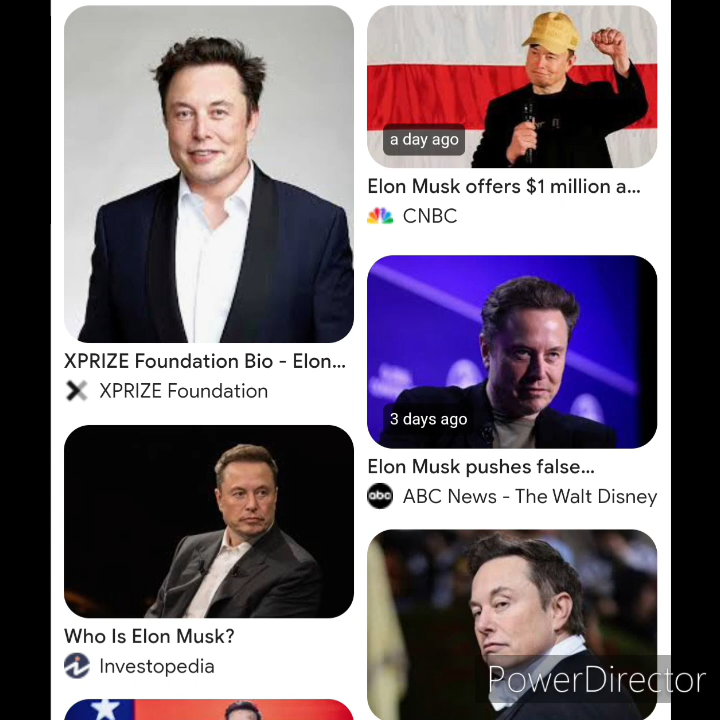 a day ago
Elon Musk offers $1 million a...
CNBC
XPRIZE Foundation Bio - Elon...
XPRIZE Foundation
3 days ago
Elon Musk pushes false...
abc
ABC News - The Walt Disney
Who Is Elon Musk?
Investopedia
PowerDirector